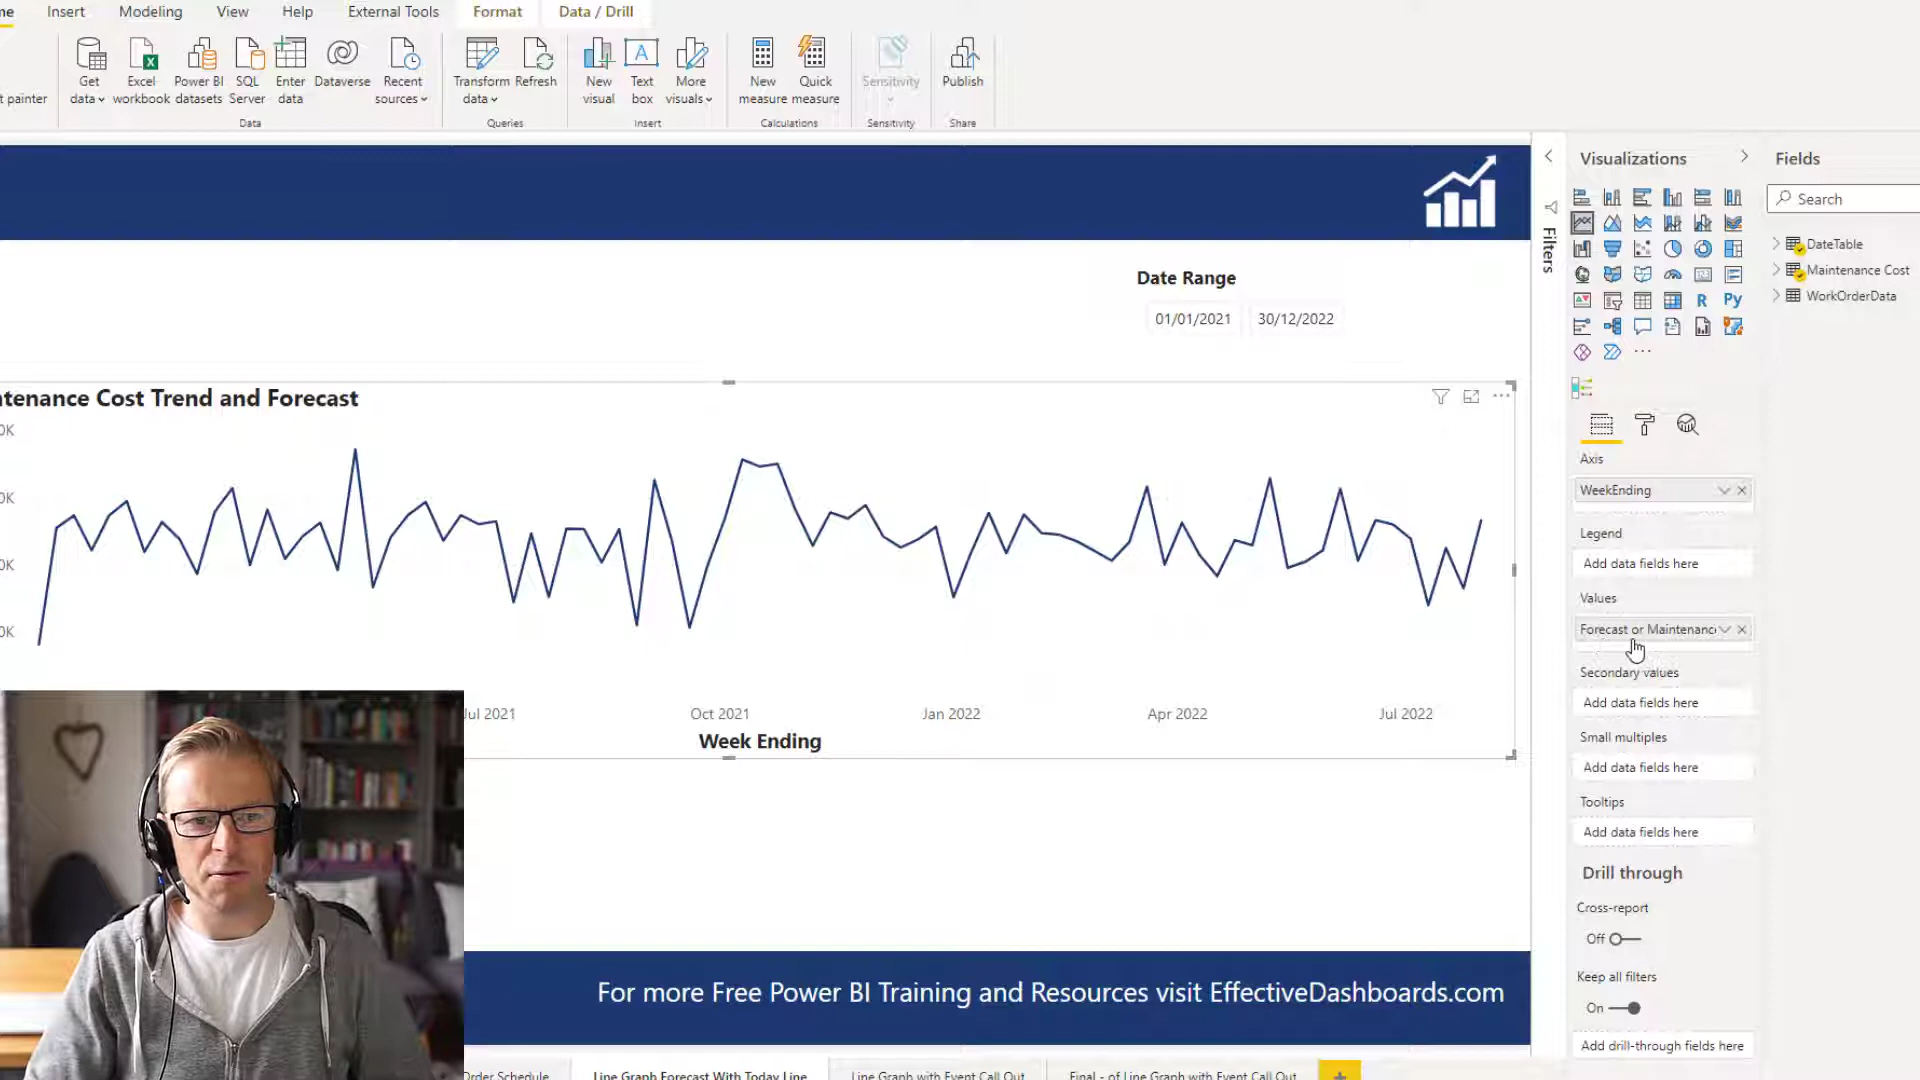 me Insert Modeling View Help External Tools Format Data / Drill
t painter
Get data
Excel workbook
Power BI datasets
SQL Server
Enter data
Dataverse
Recent sources
Transform data
Refresh
New visual
Text box
More visuals
New measure
Quick measure
Sensitivity
Publish
Data
Queries
Insert
Calculations
Sensitivity
Share
Date Range
01/01/2021 30/12/2022
ntenance Cost Trend and Forecast
0K
0K
0K
0K
Jul 2021 Oct 2021 Jan 2022 Apr 2022 Jul 2022
Week Ending
For more Free Power BI Training and Resources visit EffectiveDashboards.com
Order Schedule
Line Graph Forecast With Today Line
Line Graph with Event Call Out
Final - of Line Graph with Event Call Out
Filters
Visualizations
R Py
Axis
WeekEnding
Legend
Add data fields here
Values
Forecast or Maintenanc
Secondary values
Add data fields here
Small multiples
Add data fields here
Tooltips
Add data fields here
Drill through
Cross-report
Off
Keep all filters
On
Add drill-through fields here
Fields
Search
DateTable
Maintenance Cost
WorkOrderData